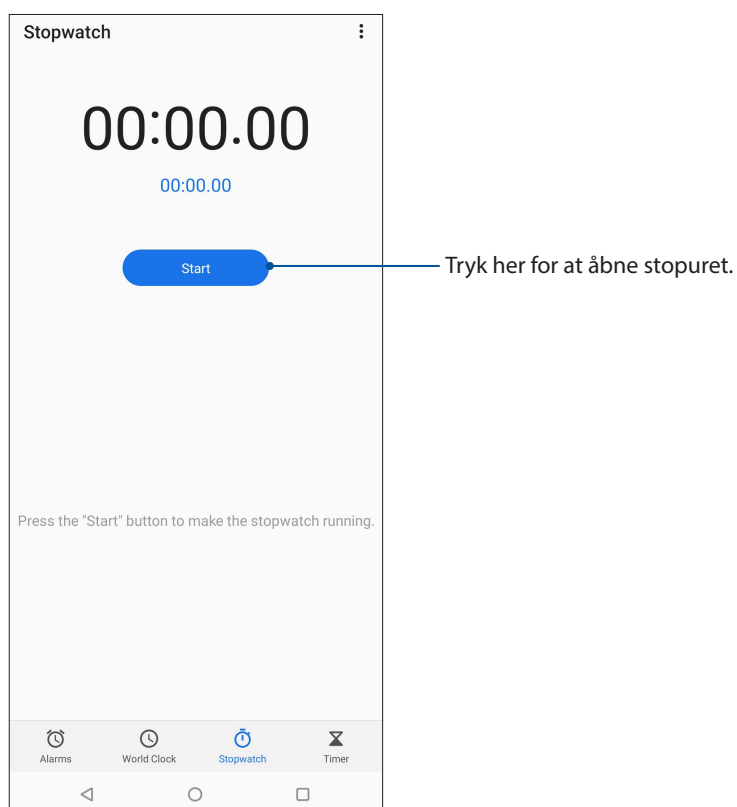 Stopwatch
00:00.00
00:00.00
Start
Tryk her for at åbne stopuret.
Press the "Start" button to make the stopwatch running.
Alarms World Clock Stopwatch Timer